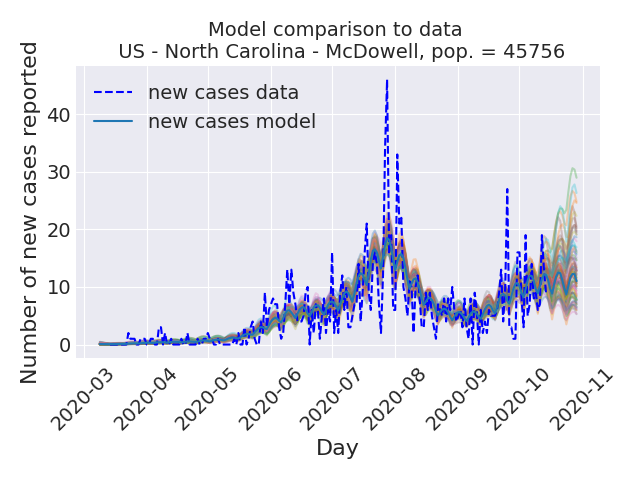 Model comparison to data
US - North Carolina - McDowell, pop. = 45756
Number of new cases reported
new cases data
new cases model
40
30
20
10
0
2020-03
2020-04
2020-05
2020-06
2020-07
2020-08
2020-09
2020-10
2020-11
Day